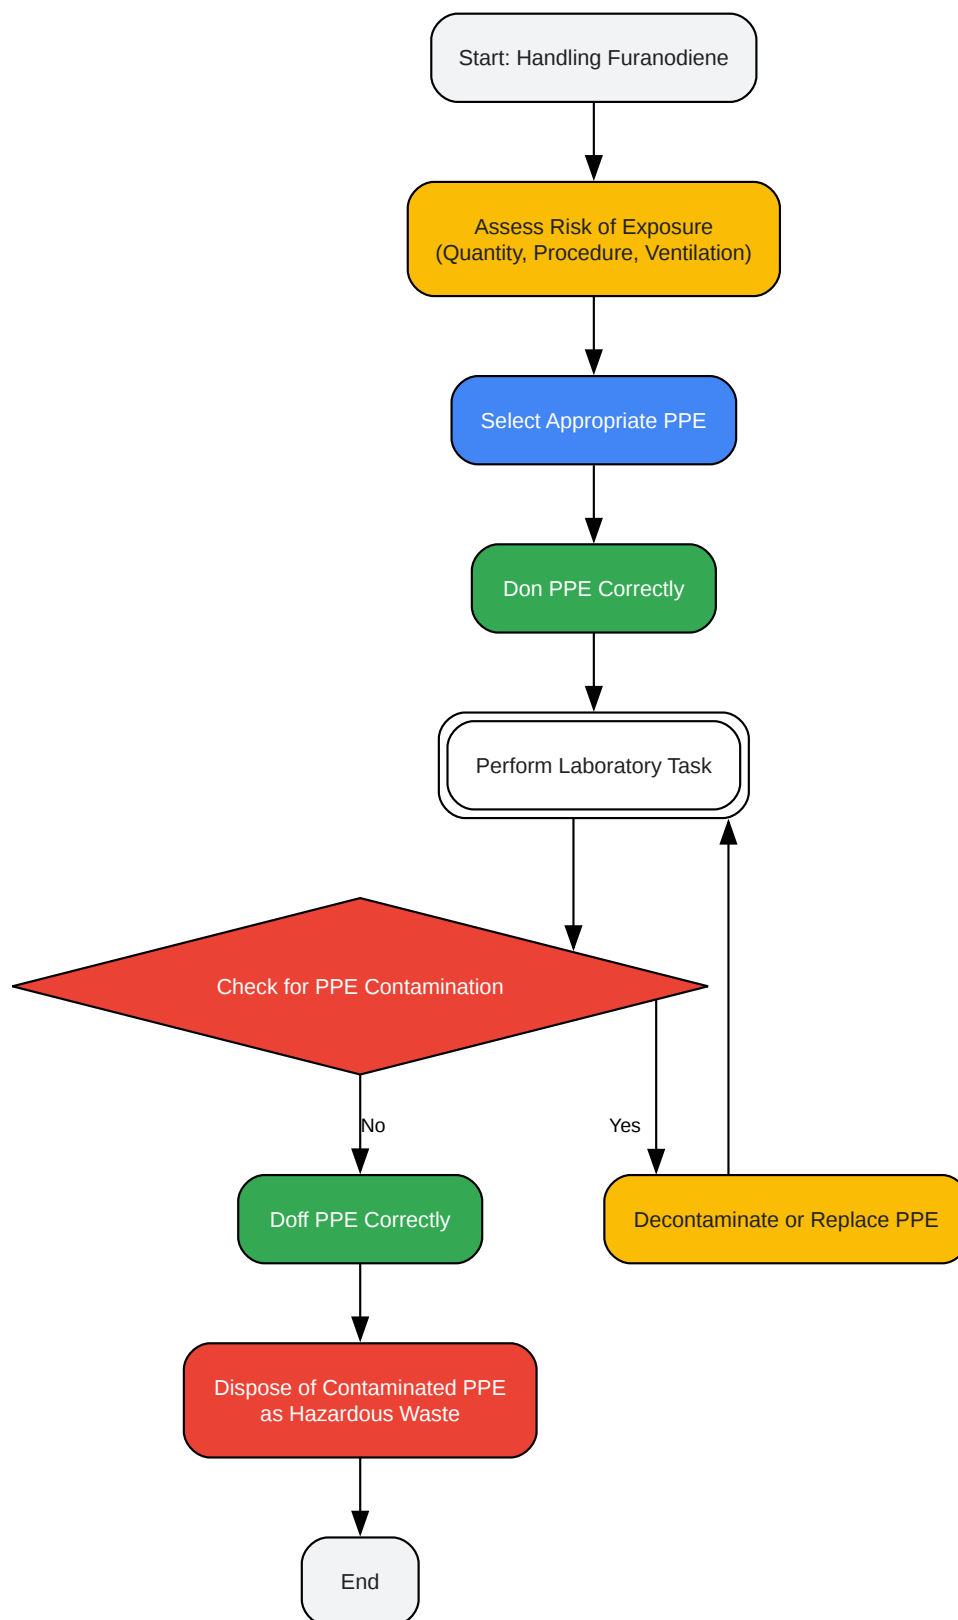 Start: Handling Furanodiene
Assess Risk of Exposure
(Quantity, Procedure, Ventilation)
Select Appropriate PPE
Don PPE Correctly
Perform Laboratory Task
Check for PPE Contamination
No
Yes
Doff PPE Correctly
Decontaminate or Replace PPE
Dispose of Contaminated PPE
as Hazardous Waste
End